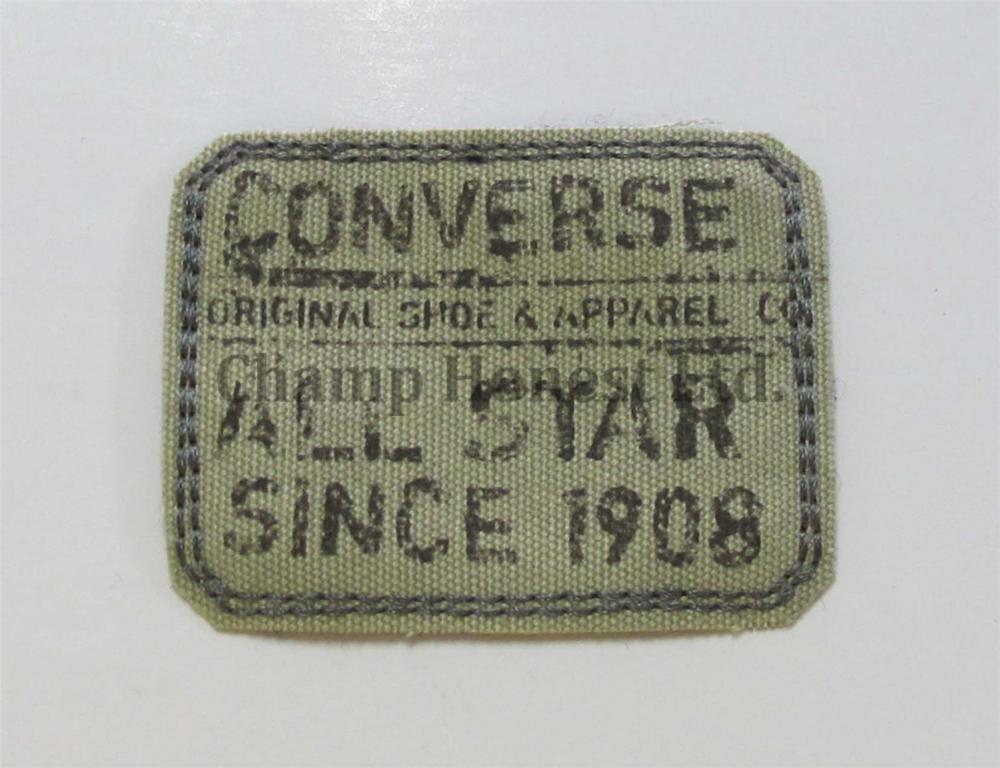 CONVERSE
ORIGINAL SHOE & APPAREL CO
Champ Honest Ltd.
ALL STAR
SINCE 1908